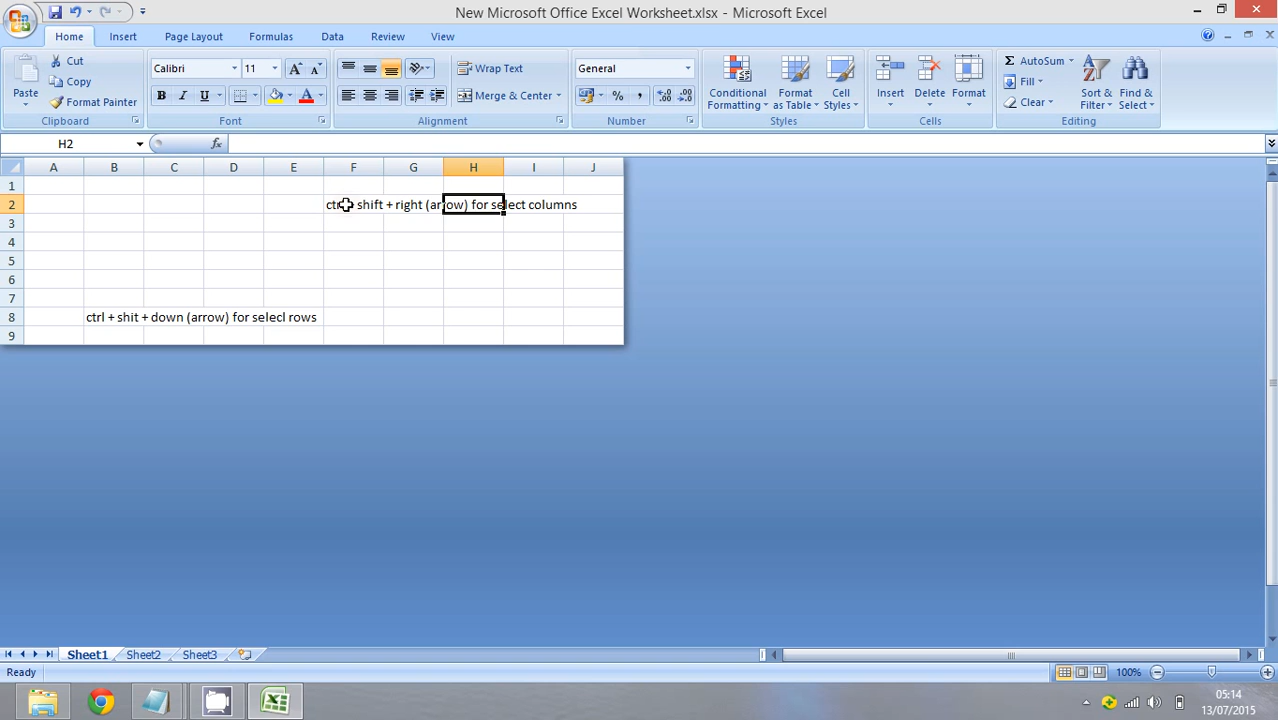 New Microsoft Office Excel Worksheet.xlsx - Microsoft Excel
Home Insert Page Layout Formulas Data Review View
Paste
Cut
Copy
Format Painter
Clipboard
Calibri 11
B I U
Font
Wrap Text
Merge & Center
Alignment
General
Number
Conditional Formatting
Format as Table
Cell Styles
Styles
Insert Delete Format
Cells
Σ AutoSum
Fill
Clear
Sort & Filter
Find & Select
Editing
H2 fx
A B C D E F G H I J
1
2 ctrl shift + right (arrow) for select columns
3
4
5
6
7
8 ctrl + shit + down (arrow) for selecl rows
9
Sheet1 Sheet2 Sheet3
Ready 100%
05:14
13/07/2015